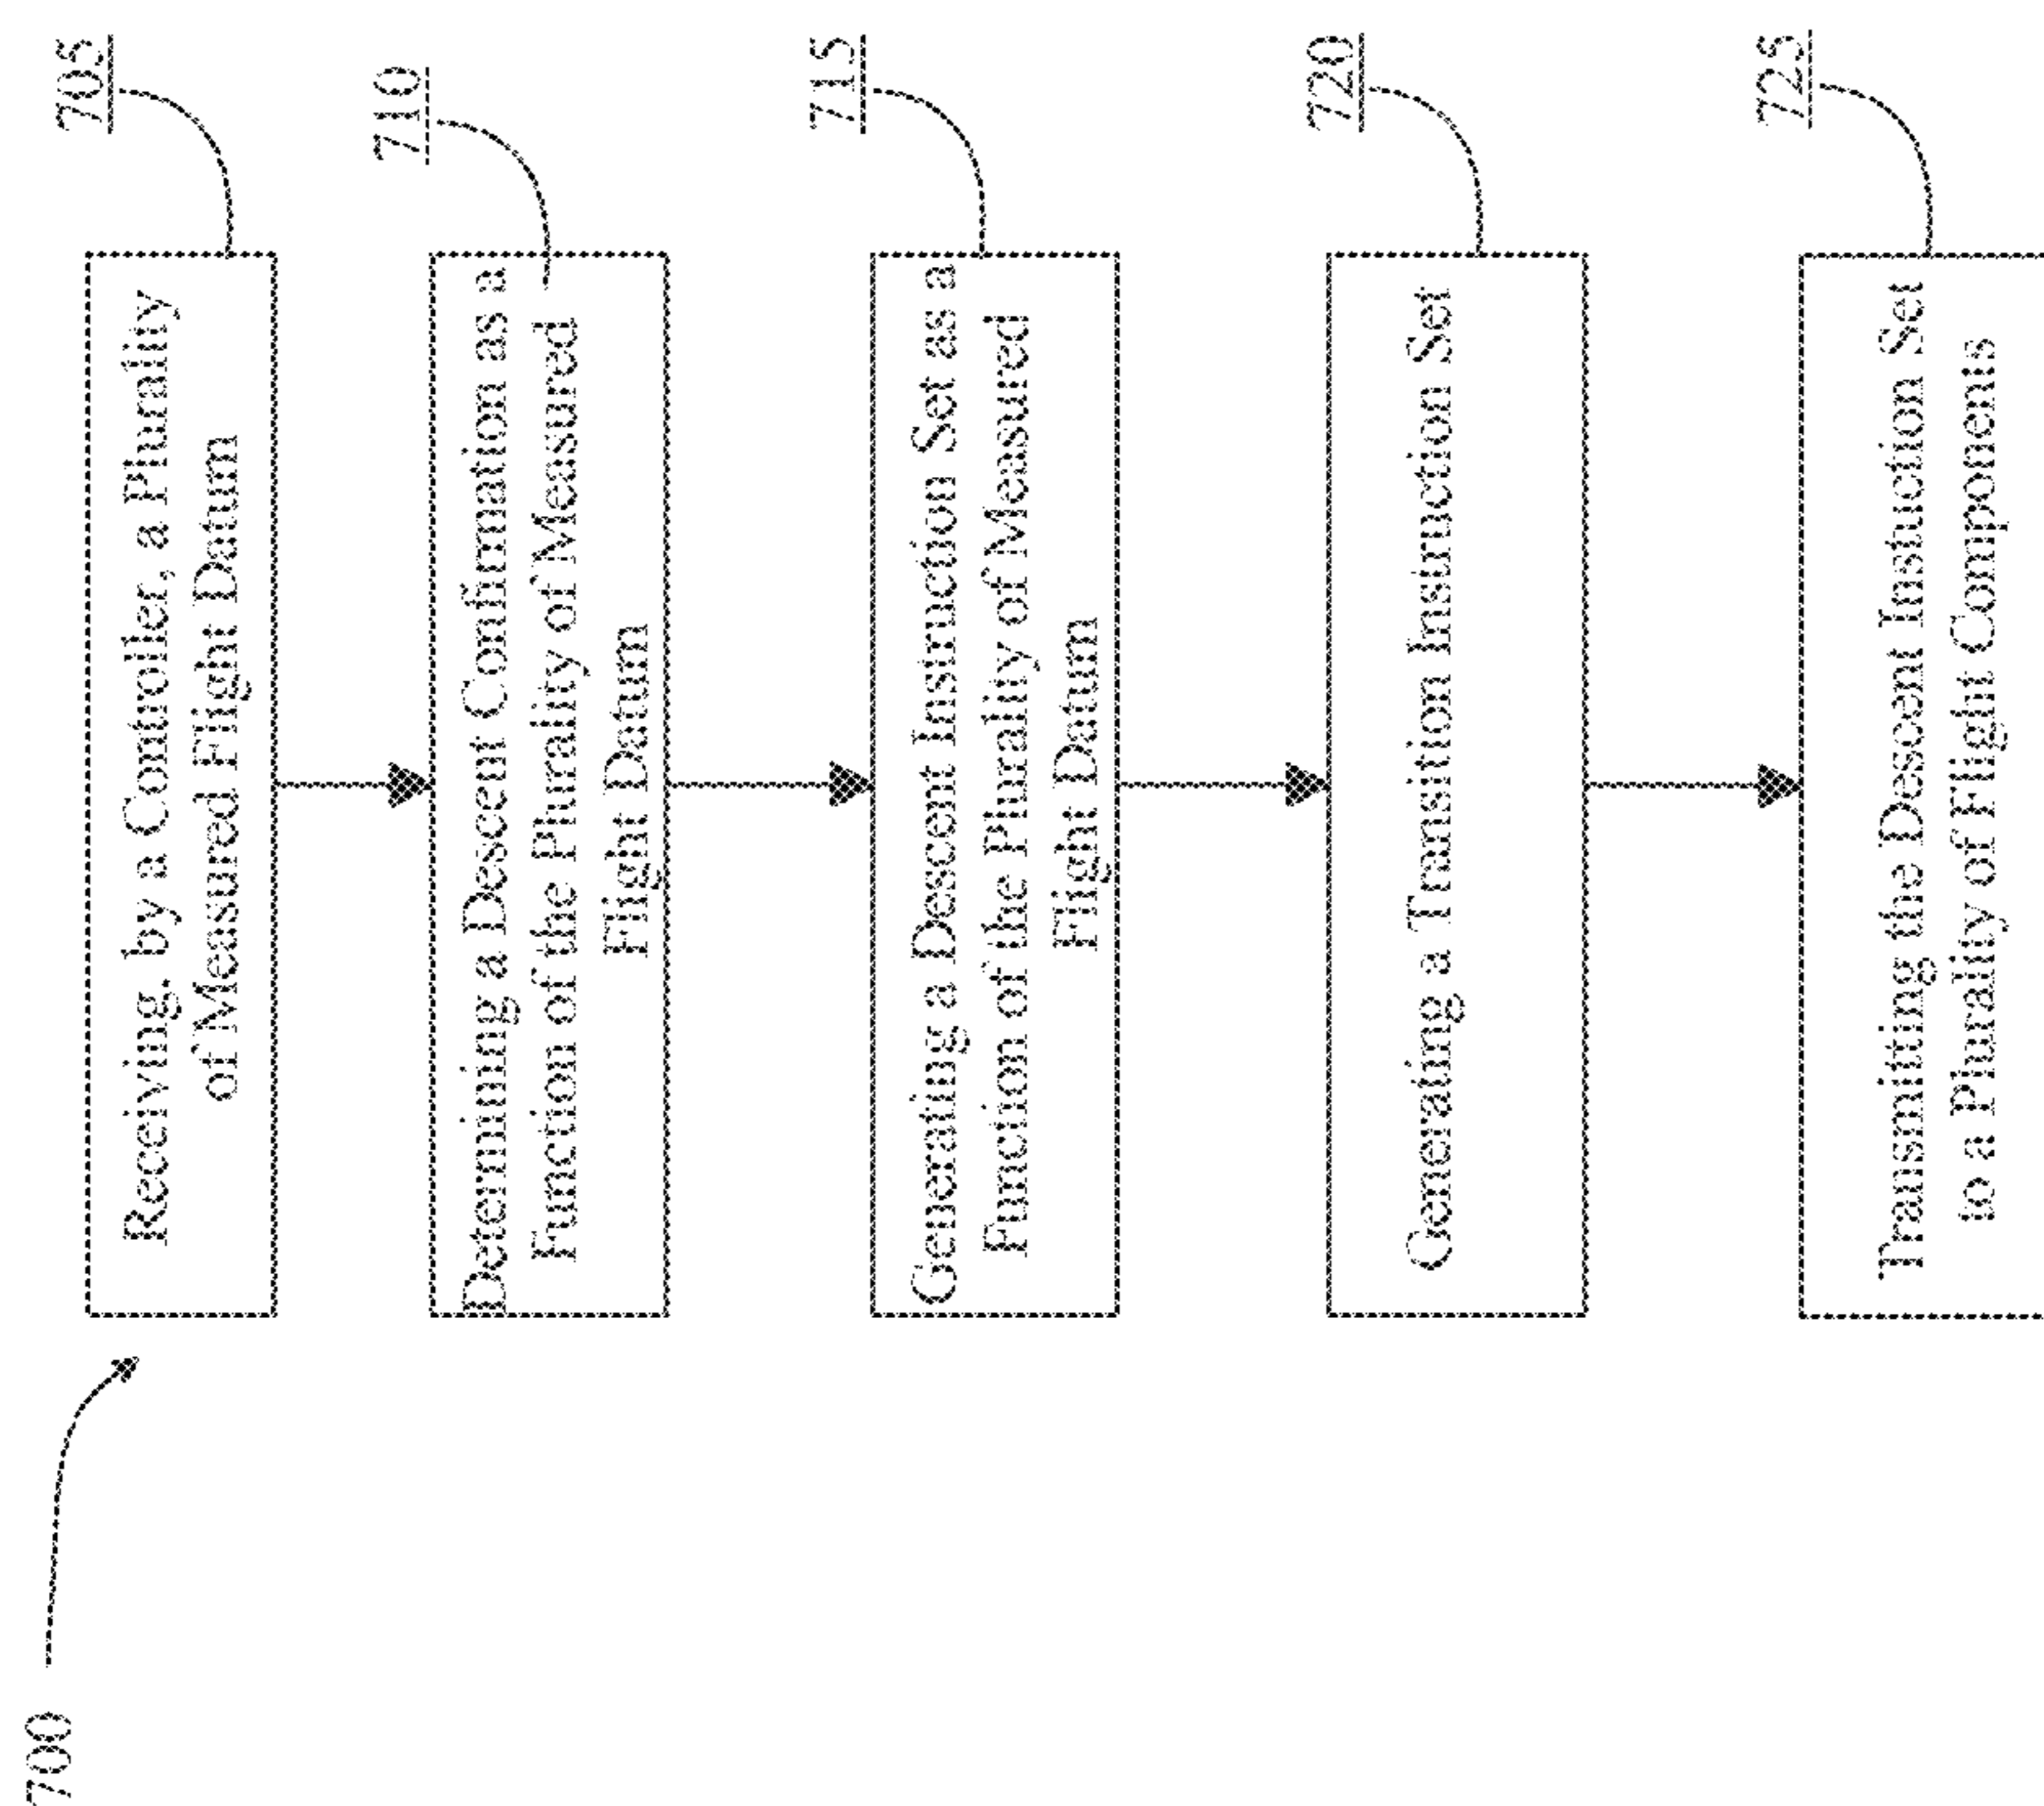 700
705
Receiving, by a Controller, a Plurality
of Measured Flight Datum
710
Determining a Descent Confirmation as a
Function of the Plurality of Measured
Flight Datum
715
Generating a Descent Instruction Set as a
Function of the Plurality of Measured
Flight Datum
720
Generating a Transition Instruction Set
725
Transmitting the Descent Instuction Set
to a Plurality of Flight Components